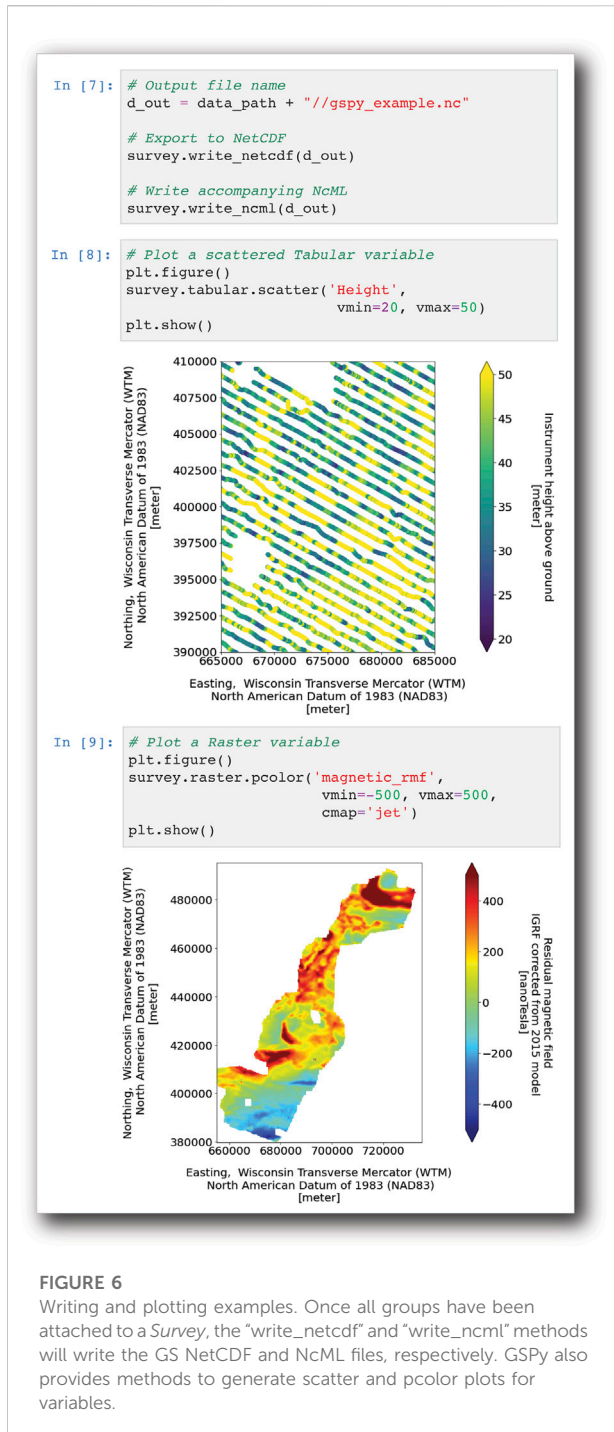 In [7]: # Output file name
d_out = data_path + "//gspy_example.nc"
# Export to NetCDF
survey.write_netcdf(d_out)
# Write accompanying NcML
survey.write_ncml(d_out)
In [8]: # Plot a scattered Tabular variable
plt.figure()
survey.tabular.scatter('Height',
vmin=20, vmax=50)
plt.show()
Northing, Wisconsin Transverse Mercator (WTM)
North American Datum of 1983 (NAD83)
[meter]
410000
407500
405000
402500
400000
397500
395000
392500
390000
665000 670000 675000 680000 685000
Easting, Wisconsin Transverse Mercator (WTM)
North American Datum of 1983 (NAD83)
[meter]
50
45
40
35
30
25
20
Instrument height above ground
[meter]
In [9]: # Plot a Raster variable
plt.figure()
survey.raster.pcolor('magnetic_rmf',
vmin=-500, vmax=500,
cmap='jet')
plt.show()
Northing, Wisconsin Transverse Mercator (WTM)
North American Datum of 1983 (NAD83)
[meter]
480000
460000
440000
420000
400000
380000
660000 680000 700000 720000
Easting, Wisconsin Transverse Mercator (WTM)
North American Datum of 1983 (NAD83)
[meter]
400
200
0
−200
−400
Residual magnetic field
IGRF corrected from 2015 model
[nanoTesla]
FIGURE 6
Writing and plotting examples. Once all groups have been
attached to a Survey, the "write_netcdf" and "write_ncml" methods
will write the GS NetCDF and NcML files, respectively. GSPy also
provides methods to generate scatter and pcolor plots for
variables.